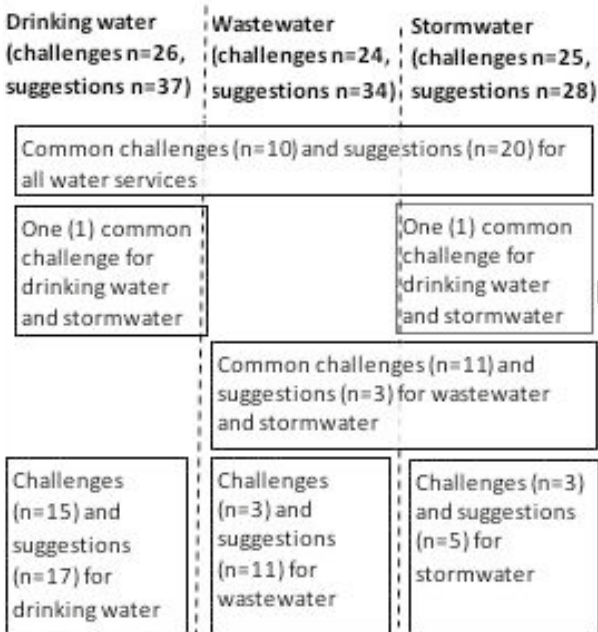 Drinking water
(challenges n=26,
suggestions n=37)
Wastewater
(challenges n=24,
suggestions n=34)
Stormwater
(challenges n=25,
suggestions n=28)
Common challenges (n=10) and suggestions (n=20) for
all water services
One (1) common
challenge for
drinking water
and stormwater
One (1) common
challenge for
drinking water
and stormwater
Common challenges (n=11) and
suggestions (n=3) for wastewater
and stormwater
Challenges
(n=15) and
suggestions
(n=17) for
drinking water
Challenges
(n=3) and
suggestions
(n=11) for
wastewater
Challenges (n=3)
and suggestions
(n=5) for
stormwater